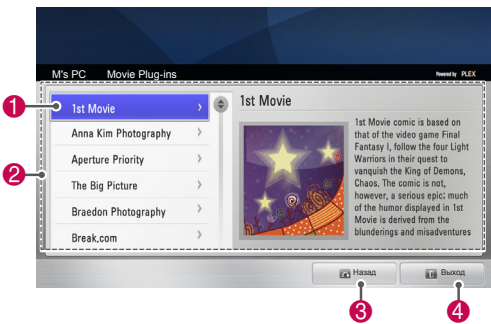 M's PC Movie Plug-ins Powered by PLEX
1
1st Movie
Anna Kim Photography
Aperture Priority
2
The Big Picture
Braedon Photography
Break.com
1st Movie
1st Movie comic is based on
that of the video game Final
Fantasy I, follow the four Light
Warriors in their quest to
vanquish the King of Demons,
Chaos, The comic is not,
however, a serious epic; much
of the humor displayed in 1st
Movie is derived from the
blunderings and misadventures
Назад
Выход
3
4